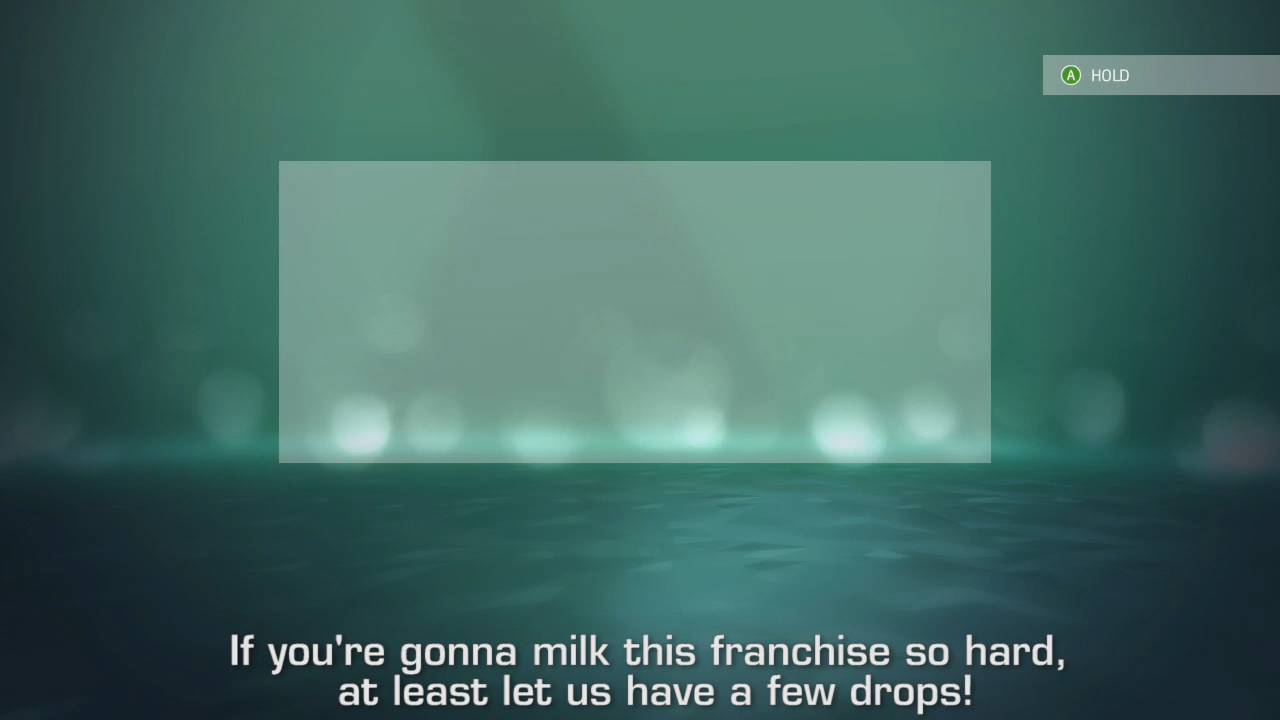 A HOLD
If you're gonna milk this franchise so hard,
at least let us have a few drops!